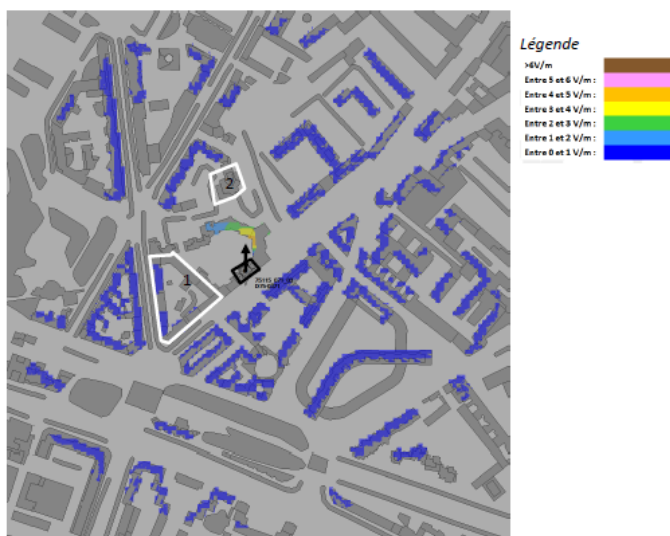 Légende
>6V/m
Entre 5 et 6 V/m :
Entre 4 et 5 V/m :
Entre 3 et 4 V/m :
Entre 2 et 3 V/m :
Entre 1 et 2 V/m :
Entre 0 et 1 V/m :
2
1